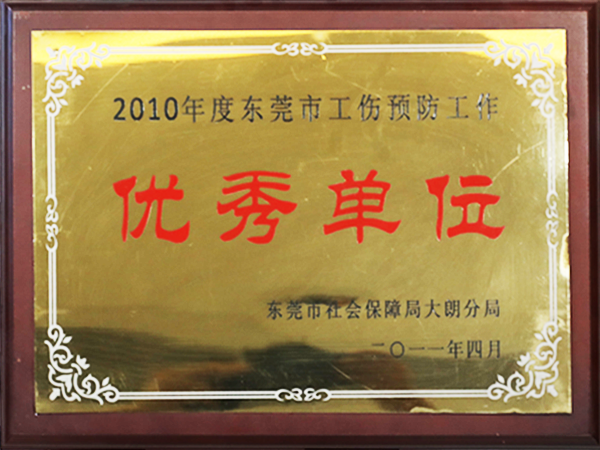 2010年度东莞市工伤预防工作
优秀单位
东莞市社会保障局大朗分局
二〇一一年四月